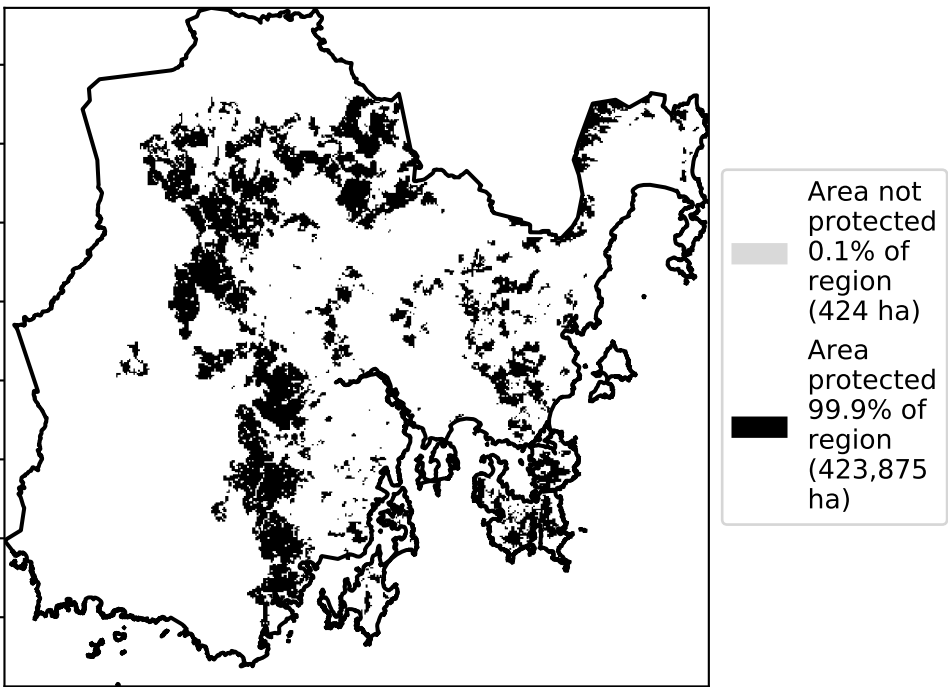 Area not
protected
0.1% of
region
(424 ha)
Area
protected
99.9% of
region
(423,875
ha)